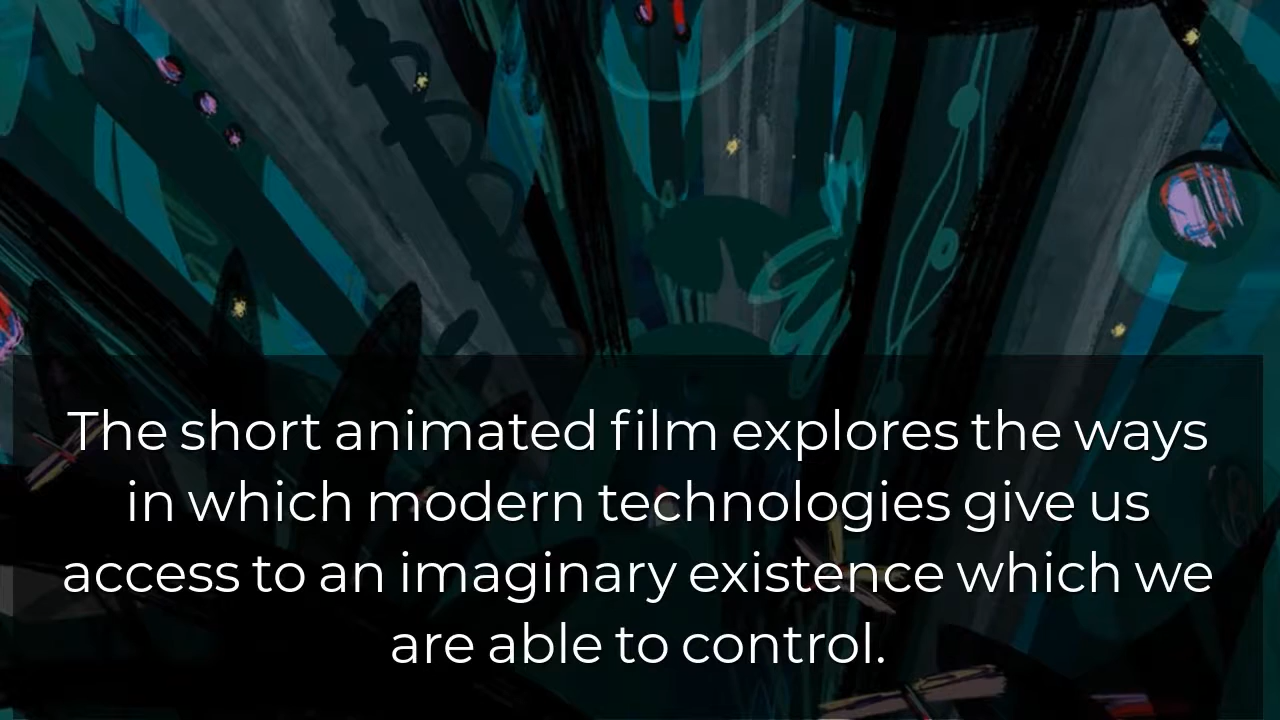 The short animated film explores the ways
in which modern technologies give us
access to an imaginary existence which we
are able to control.